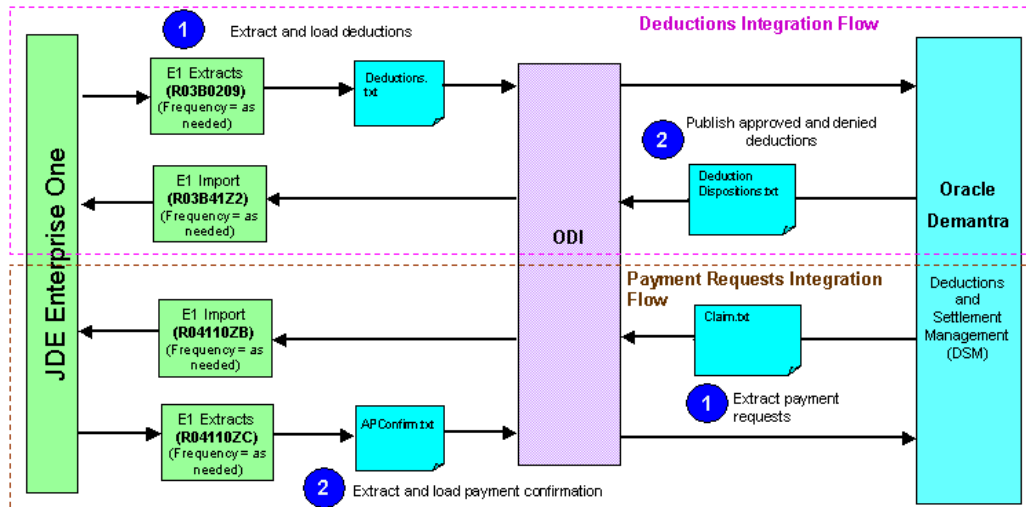 1
Extract and load deductions
Deductions Integration Flow
E1 Extracts
(R03B0209)
(Frequency = as
needed)
Deductions.
txt
2
Publish approved and denied
deductions
E1 Import
(R03B41Z2)
(Frequency = as
needed)
Deduction
Dispositions.txt
JDE Enterprise One
ODI
Oracle
Demantra
Deductions and
Settlement
Management
(DSM)
Payment Requests Integration
Flow
E1 Import
(R04110ZB)
(Frequency = as
needed)
Claim.txt
1
Extract payment
requests
E1 Extracts
(R04110ZC)
(Frequency = as
needed)
APConfirm.txt
2
Extract and load payment confirmation